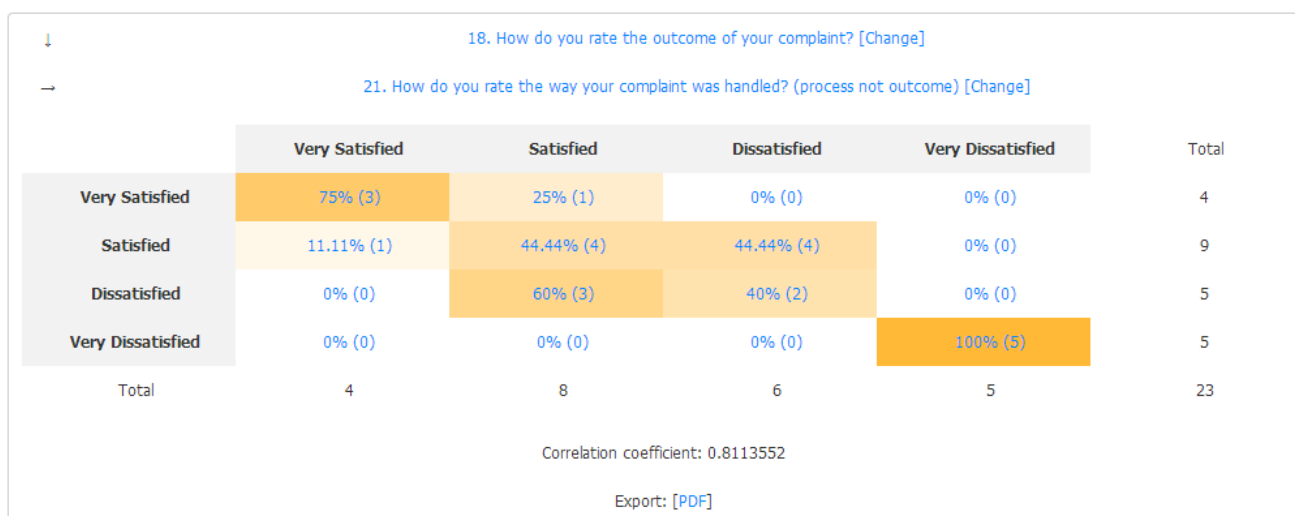 ↓ 18. How do you rate the outcome of your complaint? [Change]
→ 21. How do you rate the way your complaint was handled? (process not outcome) [Change]
Very Satisfied Satisfied Dissatisfied Very Dissatisfied Total
Very Satisfied 75% (3) 25% (1) 0% (0) 0% (0) 4
Satisfied 11.11% (1) 44.44% (4) 44.44% (4) 0% (0) 9
Dissatisfied 0% (0) 60% (3) 40% (2) 0% (0) 5
Very Dissatisfied 0% (0) 0% (0) 0% (0) 100% (5) 5
Total 4 8 6 5 23
Correlation coefficient: 0.8113552
Export: [PDF]